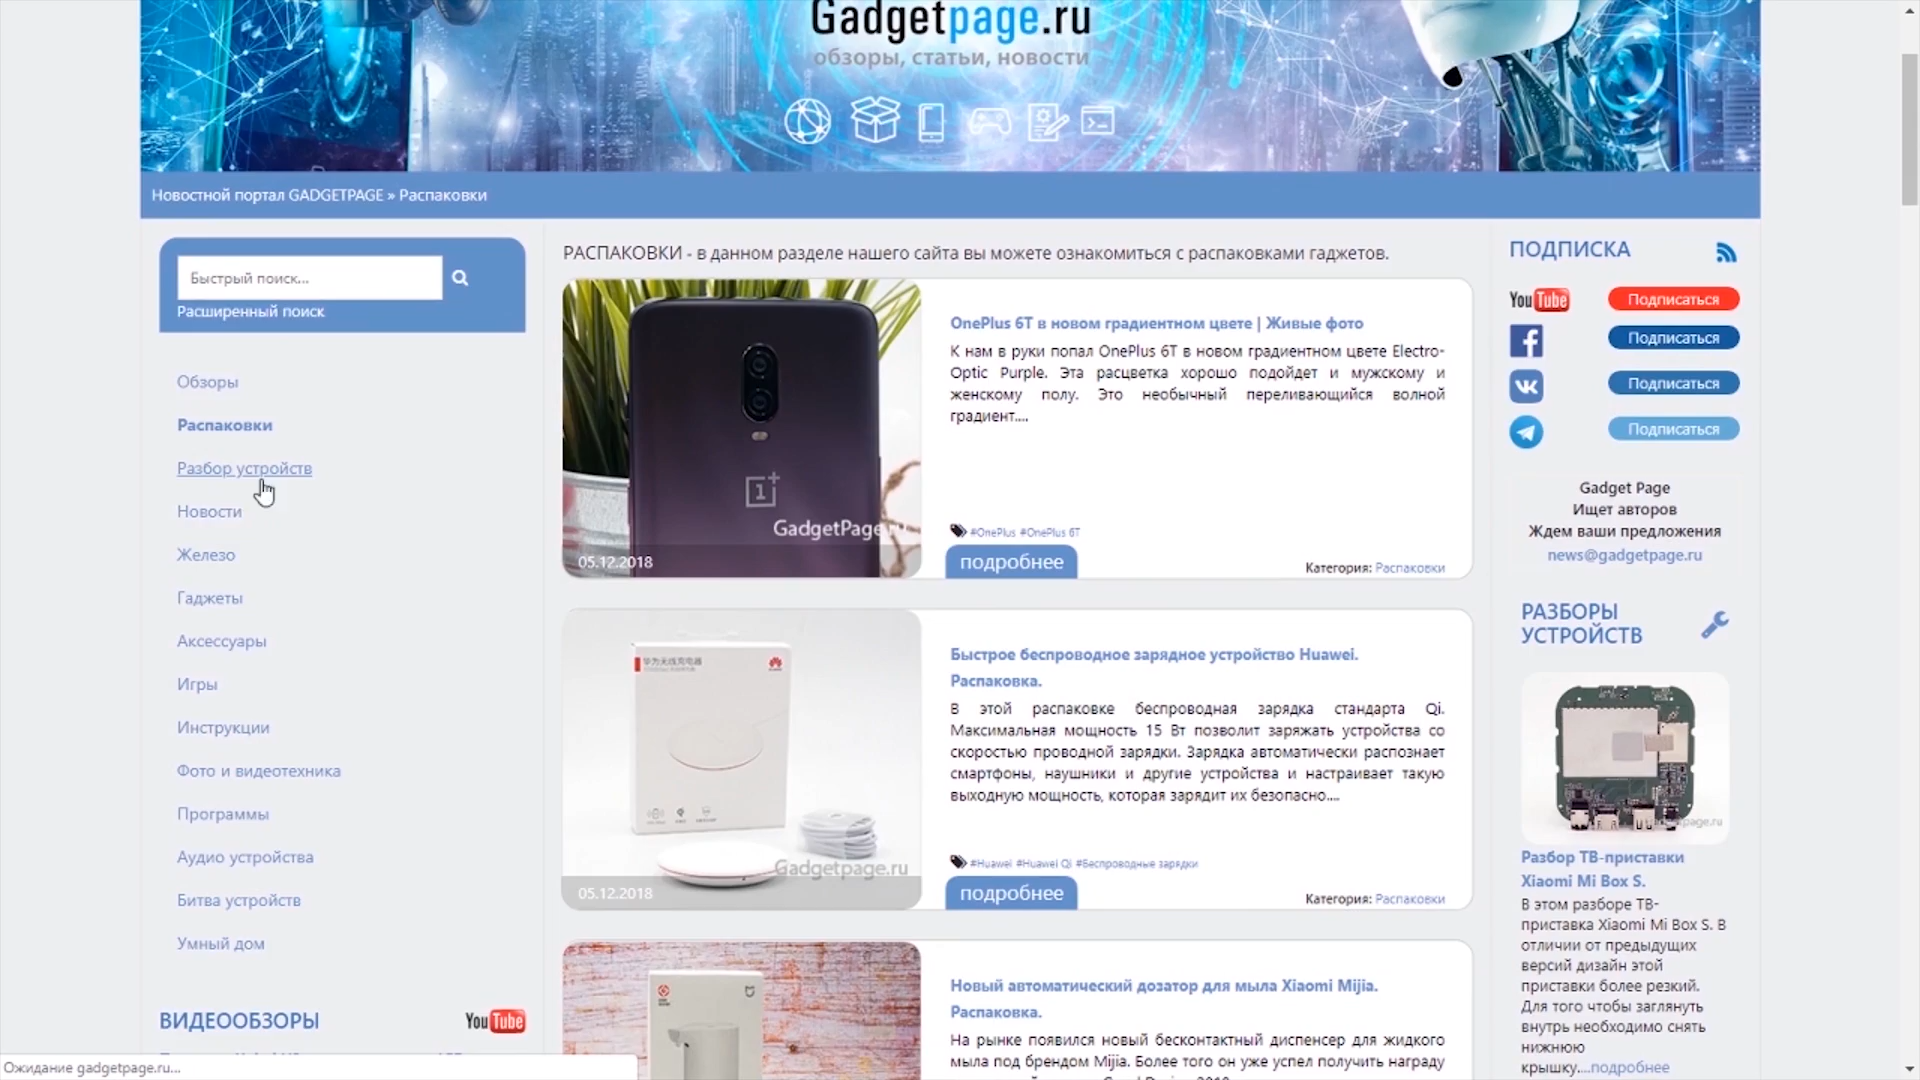 Gadgetpage.ru
обзоры, статьи, новости
Новостной портал GADGETPAGE » Распаковки
Быстрый поиск...
Расширенный поиск
Обзоры
Распаковки
Разбор устройств
Новости
Железо
Гаджеты
Аксессуары
Игры
Инструкции
Фото и видеотехника
Программы
Аудио устройства
Битва устройств
Умный дом
ВИДЕООБЗОРЫ
YouTube
Ожидание gadgetpage.ru...
РАСПАКОВКИ - в данном разделе нашего сайта вы можете ознакомиться с распаковками гаджетов.
GadgetPage.ru
05.12.2018
OnePlus 6T в новом градиентном цвете | Живые фото
К нам в руки попал OnePlus 6T в новом градиентном цвете Electro-
Optic Purple. Эта расцветка хорошо подойдет и мужскому и
женскому полу. Это необычный переливающийся волной
градиент....
#OnePlus #OnePlus 6T
подробнее
Категория: Распаковки
Gadgetpage.ru
05.12.2018
Быстрое беспроводное зарядное устройство Huawei.
Распаковка.
В этой распаковке беспроводная зарядка стандарта Qi.
Максимальная мощность 15 Вт позволит заряжать устройства со
скоростью проводной зарядки. Зарядка автоматически распознает
смартфоны, наушники и другие устройства и настраивает такую
выходную мощность, которая зарядит их безопасно....
#Huawei #Huawei Qi #Беспроводные зарядки
подробнее
Категория: Распаковки
Новый автоматический дозатор для мыла Xiaomi Mijia.
Распаковка.
На рынке появился новый бесконтактный диспенсер для жидкого
мыла под брендом Mijia. Более того он уже успел получить награду
ПОДПИСКА
YouTube
Подписаться
Подписаться
Подписаться
Подписаться
Gadget Page
Ищет авторов
Ждем ваши предложения
news@gadgetpage.ru
РАЗБОРЫ
УСТРОЙСТВ
Разбор ТВ-приставки
Xiaomi Mi Box S.
В этом разборе ТВ-
приставка Xiaomi Mi Box S. В
отличии от предыдущих
версий дизайн этой
приставки более резкий.
Для того чтобы заглянуть
внутрь необходимо снять
нижнюю
крышку....подробнее